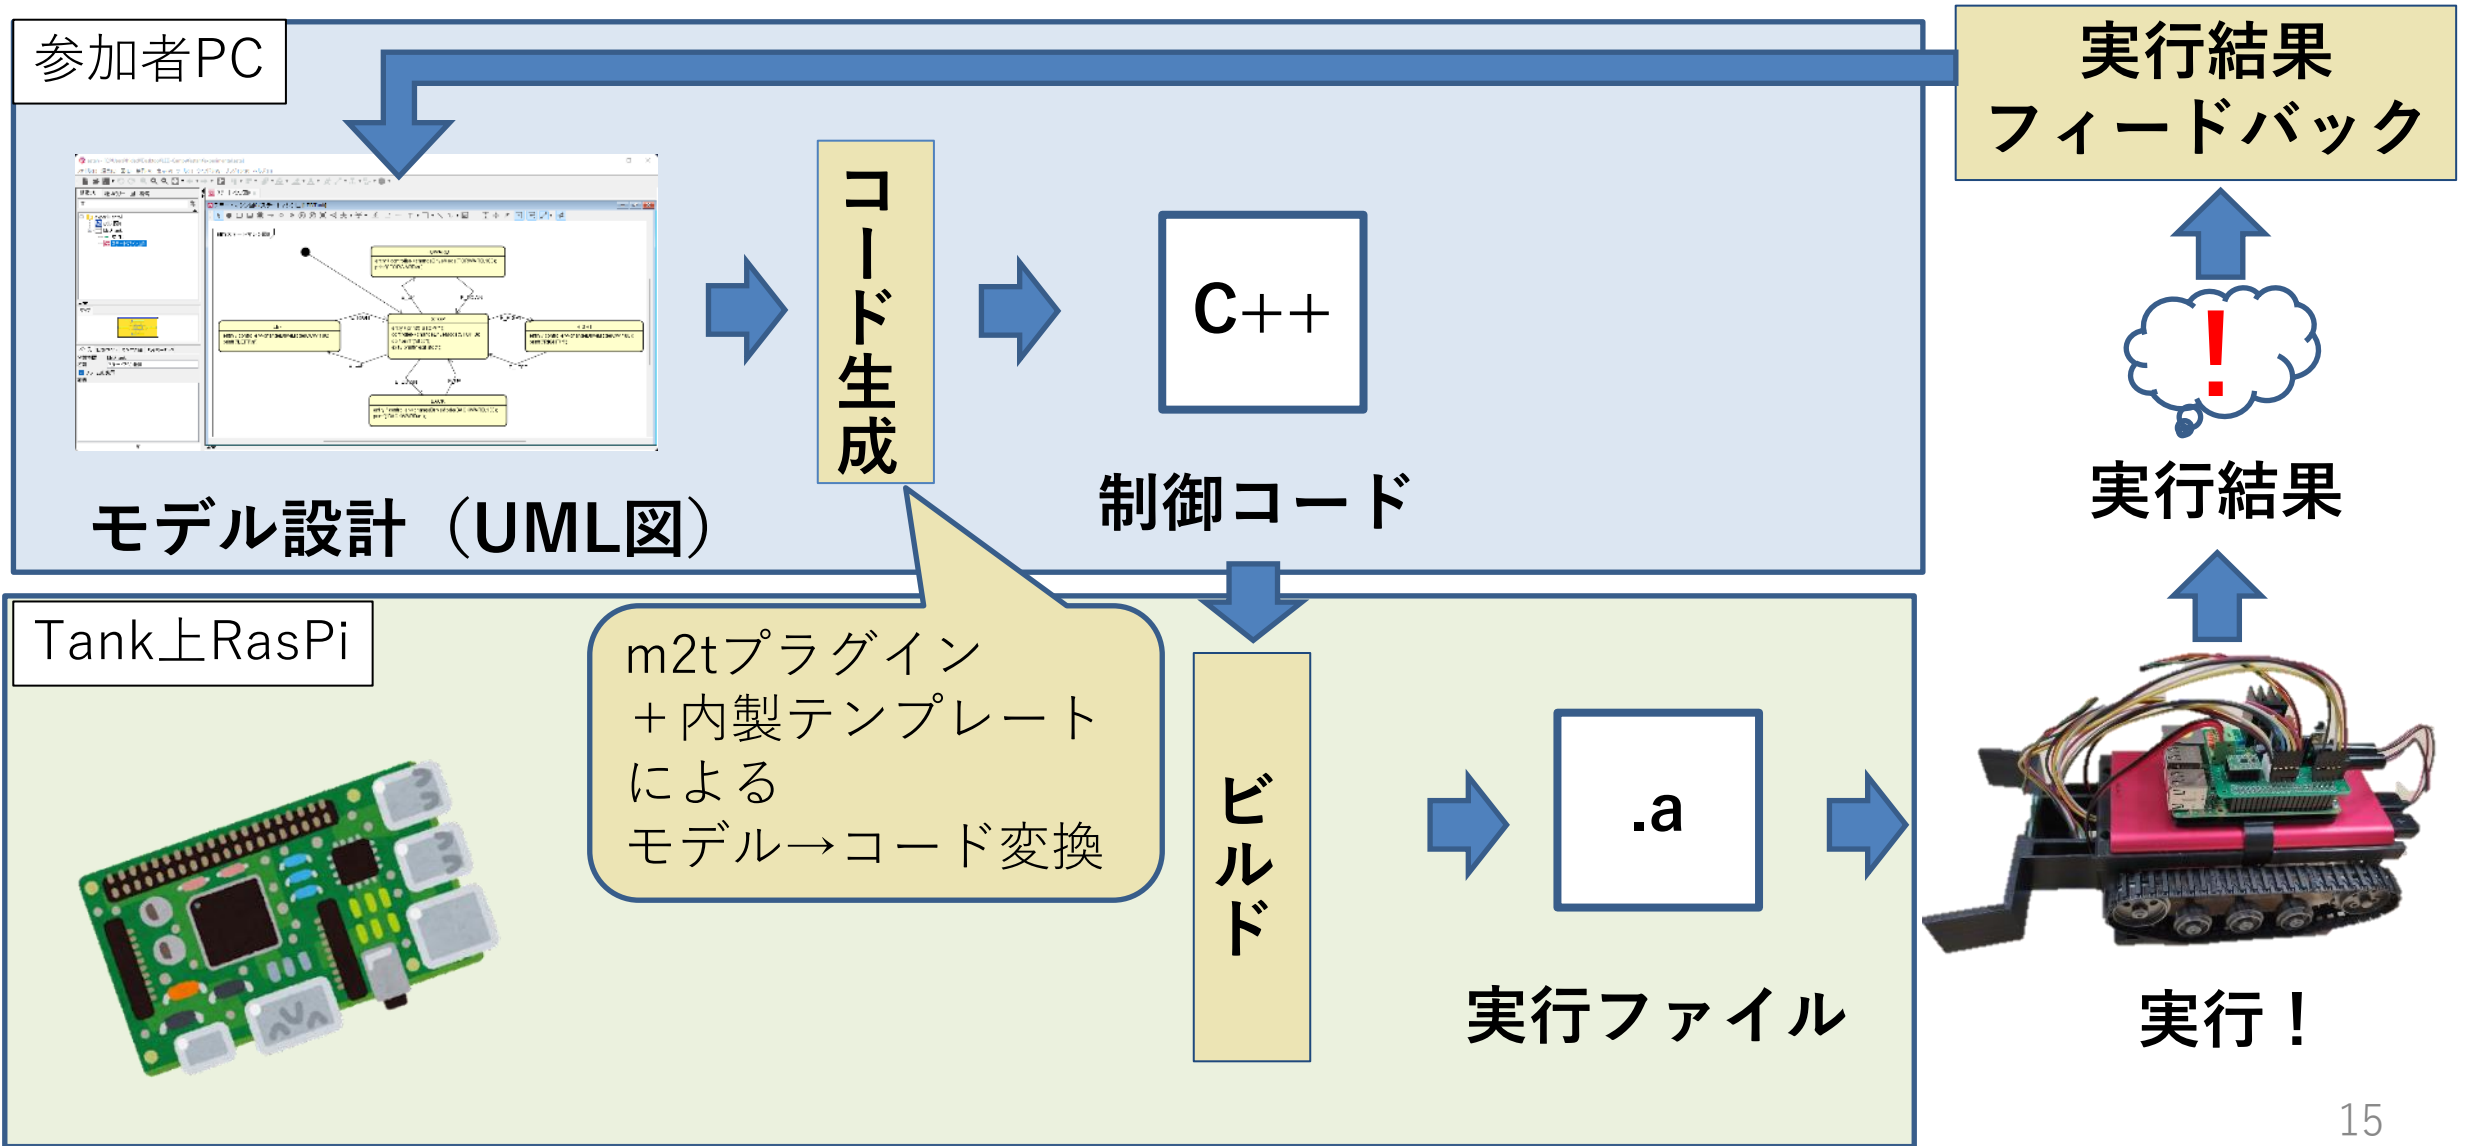 参加者PC
実行結果
フィードバック
コード生成
C++
モデル設計（UML図）
制御コード
実行結果
Tank上RasPi
m2tプラグイン
＋内製テンプレート
による
モデル→コード変換
ビルド
.a
実行ファイル
実行！
15